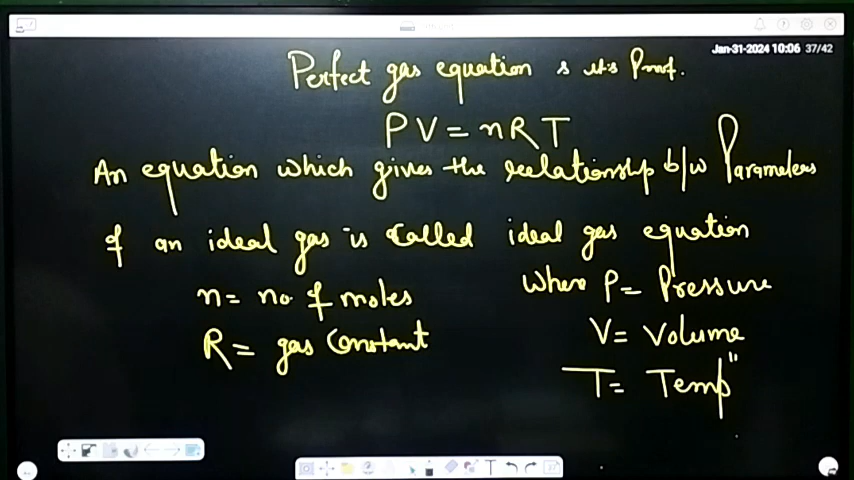 Jan-31-2024 10:06 37/42
Perfect gas equation & it's Proof.
PV = nRT
An equation which gives the relationship b/w Parameters
of an ideal gas is called ideal gas equation
where P = Pressure
n = no. of moles
V = Volume
R = gas Constant
T = Temp"